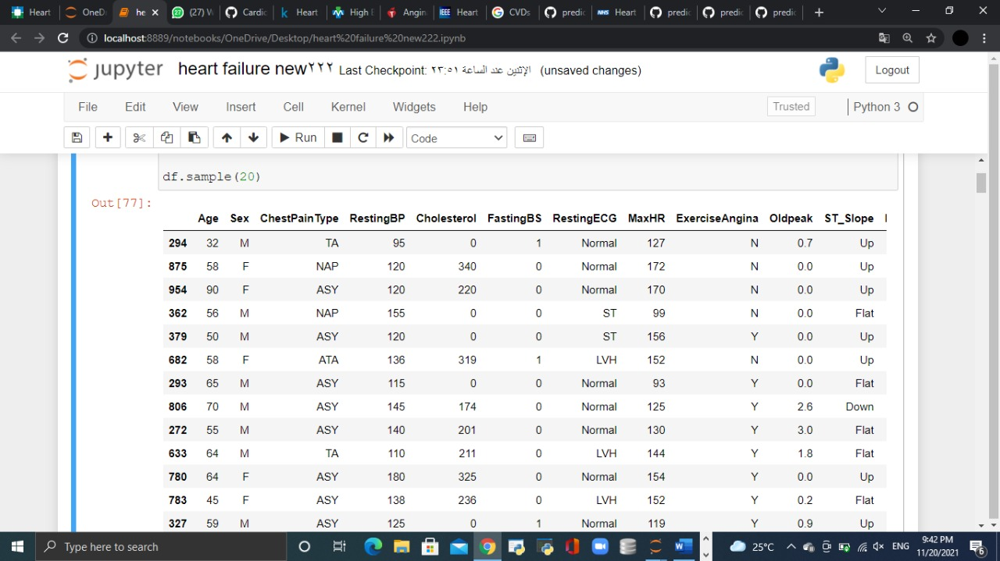 Heart OneDr he (27) W Cardic Heart High B Angin Heart CVDs predic Heart predic predic predic
localhost:8889/notebooks/OneDrive/Desktop/heart%20failure%20new222.ipynb
jupyter heart failure new٢٢٢ Last Checkpoint: الإثنين عند الساعة ٢٣:٥١ (unsaved changes) Logout
File Edit View Insert Cell Kernel Widgets Help Trusted Python 3
Run Code
df.sample(20)
Out[77]:
Age Sex ChestPainType RestingBP Cholesterol FastingBS RestingECG MaxHR ExerciseAngina Oldpeak ST_Slope
294 32 M TA 95 0 1 Normal 127 N 0.7 Up
875 58 F NAP 120 340 0 Normal 172 N 0.0 Up
954 90 F ASY 120 220 0 Normal 170 N 0.0 Up
362 56 M NAP 155 0 0 ST 99 N 0.0 Flat
379 50 M ASY 120 0 0 ST 156 Y 0.0 Up
682 58 F ATA 136 319 1 LVH 152 N 0.0 Up
293 65 M ASY 115 0 0 Normal 93 Y 0.0 Flat
806 70 M ASY 145 174 0 Normal 125 Y 2.6 Down
272 55 M ASY 140 201 0 Normal 130 Y 3.0 Flat
633 64 M TA 110 211 0 LVH 144 Y 1.8 Flat
780 64 F ASY 180 325 0 Normal 154 Y 0.0 Up
783 45 F ASY 138 236 0 LVH 152 Y 0.2 Flat
327 59 M ASY 125 0 1 Normal 119 Y 0.9 Up
Type here to search 25°C ENG 9:42 PM
11/20/2021 6